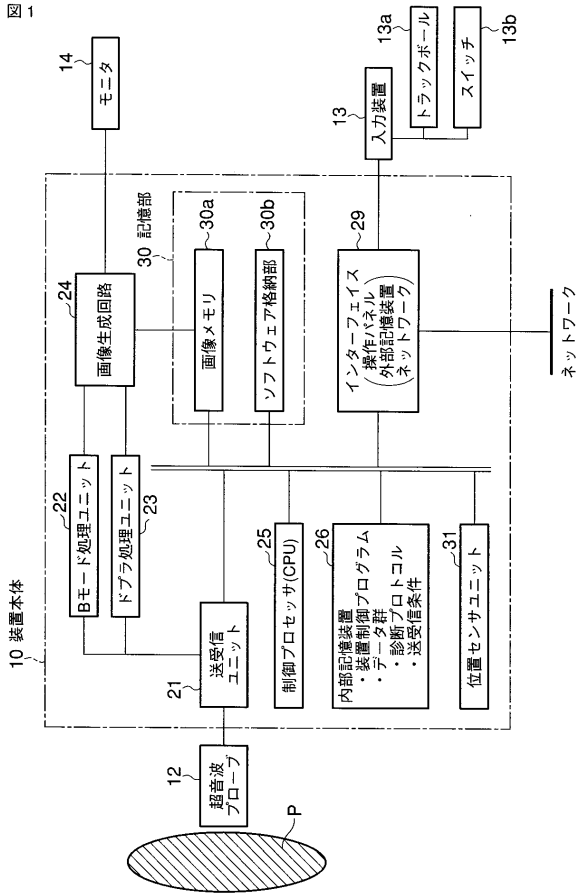 図1
10 装置本体
P
12
超音波
プローブ
21
送受信
ユニット
22
Bモード処理ユニット
23
ドプラ処理ユニット
24
画像生成回路
14
モニタ
30 記憶部
30a
画像メモリ
30b
ソフトウェア格納部
25
制御プロセッサ(CPU)
26
内部記憶装置
・装置制御プログラム
・データ群
・診断プロトコル
・送受信条件
31
位置センサユニット
29
インターフェイス
操作パネル
外部記憶装置
ネットワーク
13
入力装置
13a
トラックボール
13b
スイッチ
ネットワーク